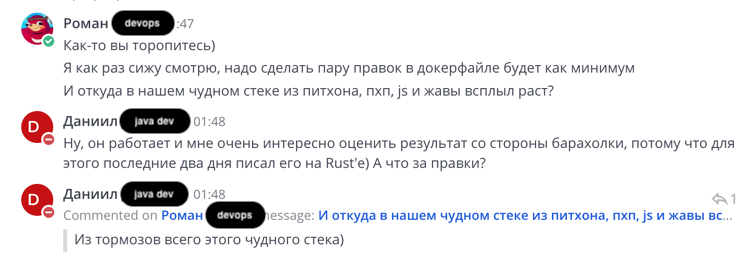 Роман devops :47
Как-то вы торопитесь)
Я как раз сижу смотрю, надо сделать пару правок в докерфайле будет как минимум
И откуда в нашем чудном стеке из питхона, пхп, js и жавы всплыл раст?
D Даниил java dev 01:48
Ну, он работает и мне очень интересно оценить результат со стороны барахолки, потому что для
этого последние два дня писал его на Rust'е) А что за правки?
D Даниил java dev 01:48 1
Commented on Роман devops essage: И откуда в нашем чудном стеке из питхона, пхп, js и жавы вс...
Из тормозов всего этого чудного стека)